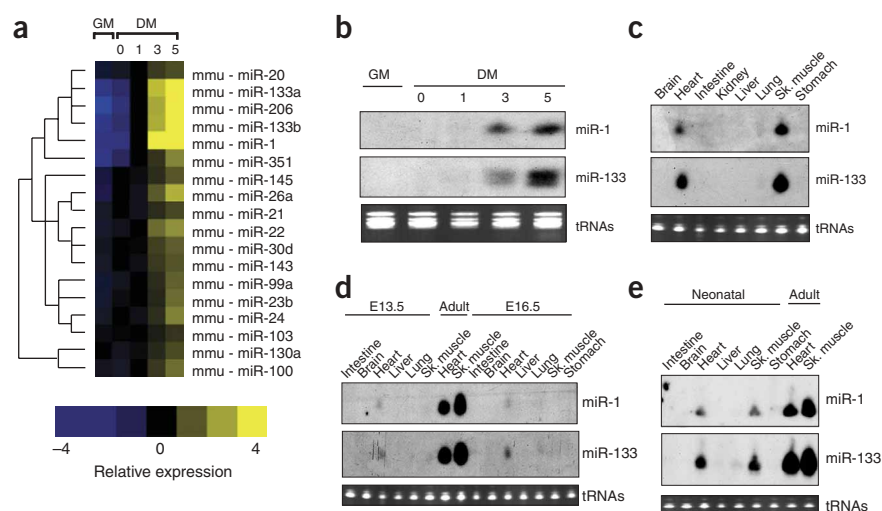 a
GM DM
0 1 3 5
mmu - miR-20
mmu - miR-133a
mmu - miR-206
mmu - miR-133b
mmu - miR-1
mmu - miR-351
mmu - miR-145
mmu - miR-26a
mmu - miR-21
mmu - miR-22
mmu - miR-30d
mmu - miR-143
mmu - miR-99a
mmu - miR-23b
mmu - miR-24
mmu - miR-103
mmu - miR-130a
mmu - miR-100
–4 0 4
Relative expression
b
GM DM
0 1 3 5
miR-1
miR-133
tRNAs
c
Brain Heart Intestine Kidney Liver Lung Sk. muscle Stomach
miR-1
miR-133
tRNAs
d
E13.5 Adult E16.5
Intestine Brain Heart Liver Lung Sk. muscle Heart Sk. muscle Intestine Brain Heart Liver Lung Sk. muscle Stomach
miR-1
miR-133
tRNAs
e
Neonatal Adult
Intestine Brain Heart Liver Lung Sk. muscle Stomach Heart Sk. muscle
miR-1
miR-133
tRNAs